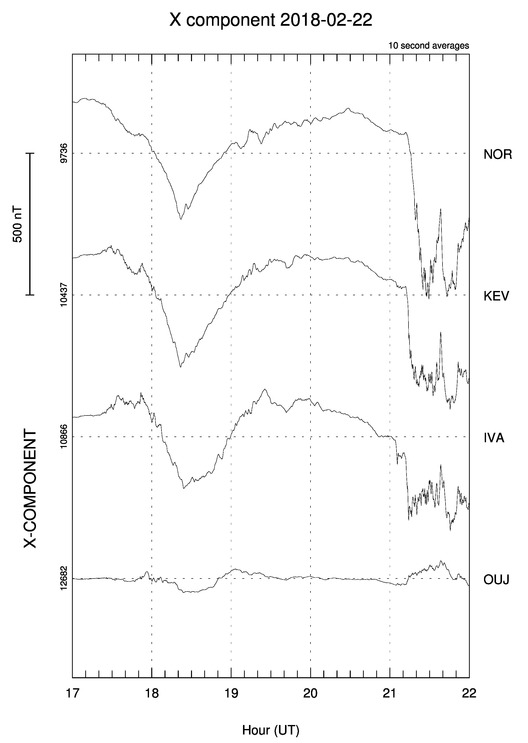 X component 2018-02-22
10 second averages
9736
NOR
500 nT
10437
KEV
X-COMPONENT
10866
IVA
12682
OUJ
17 18 19 20 21 22
Hour (UT)